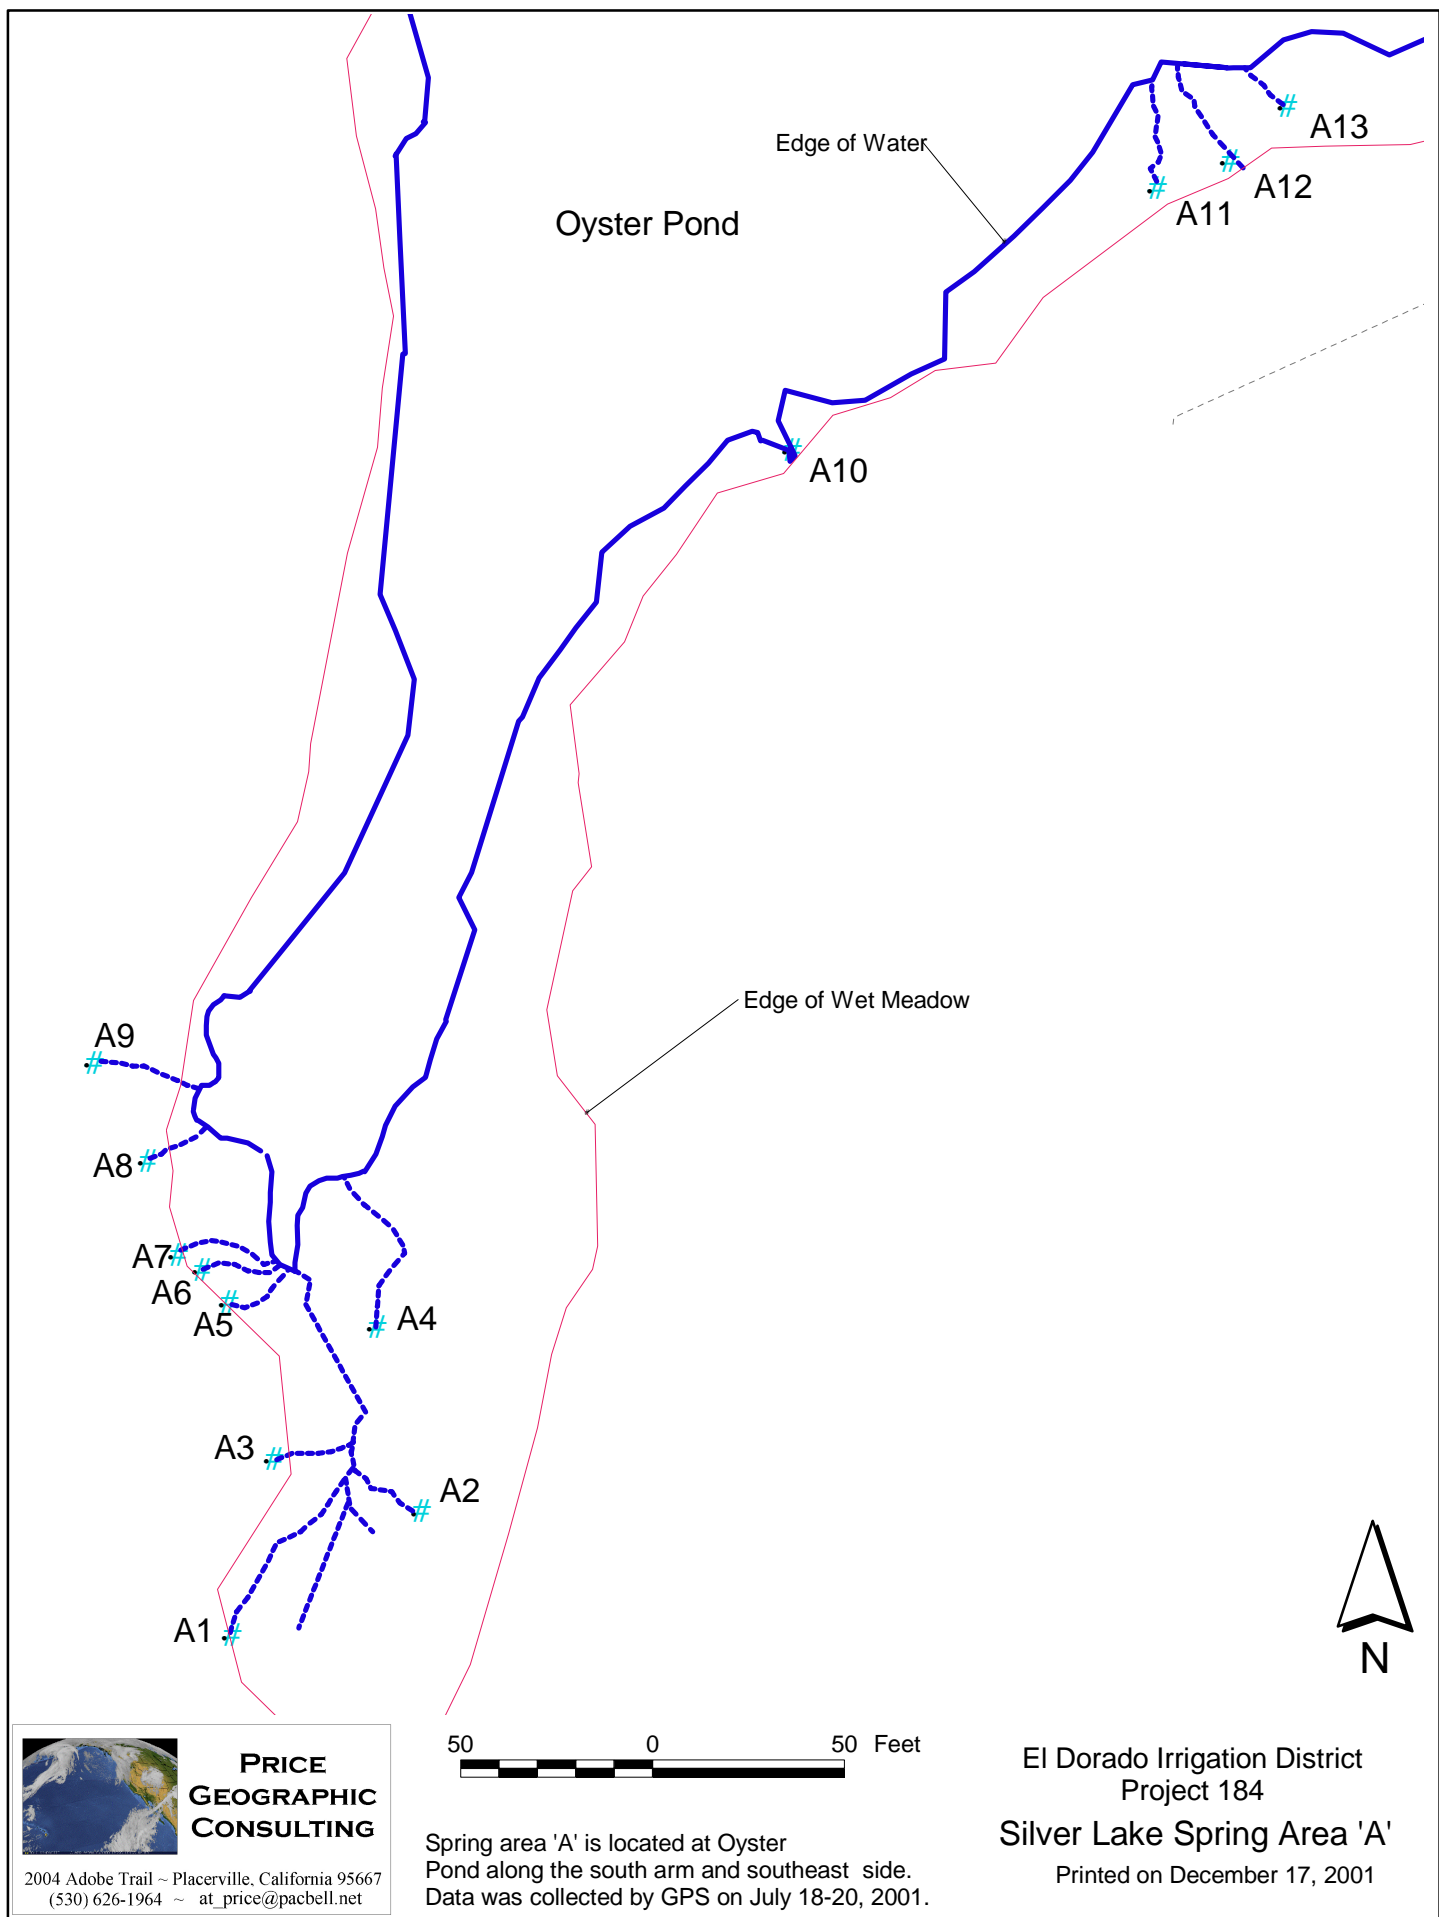 Edge of Water
A13
A12
A11
Oyster Pond
A10
Edge of Wet Meadow
A9
A8
A7
A6
A5
A4
A3
A2
A1
N
50 0 50 Feet
PRICE
GEOGRAPHIC
CONSULTING
2004 Adobe Trail ~ Placerville, California 95667
(530) 626-1964 ~ at_price@pacbell.net
Spring area 'A' is located at Oyster
Pond along the south arm and southeast side.
Data was collected by GPS on July 18-20, 2001.
El Dorado Irrigation District
Project 184
Silver Lake Spring Area 'A'
Printed on December 17, 2001